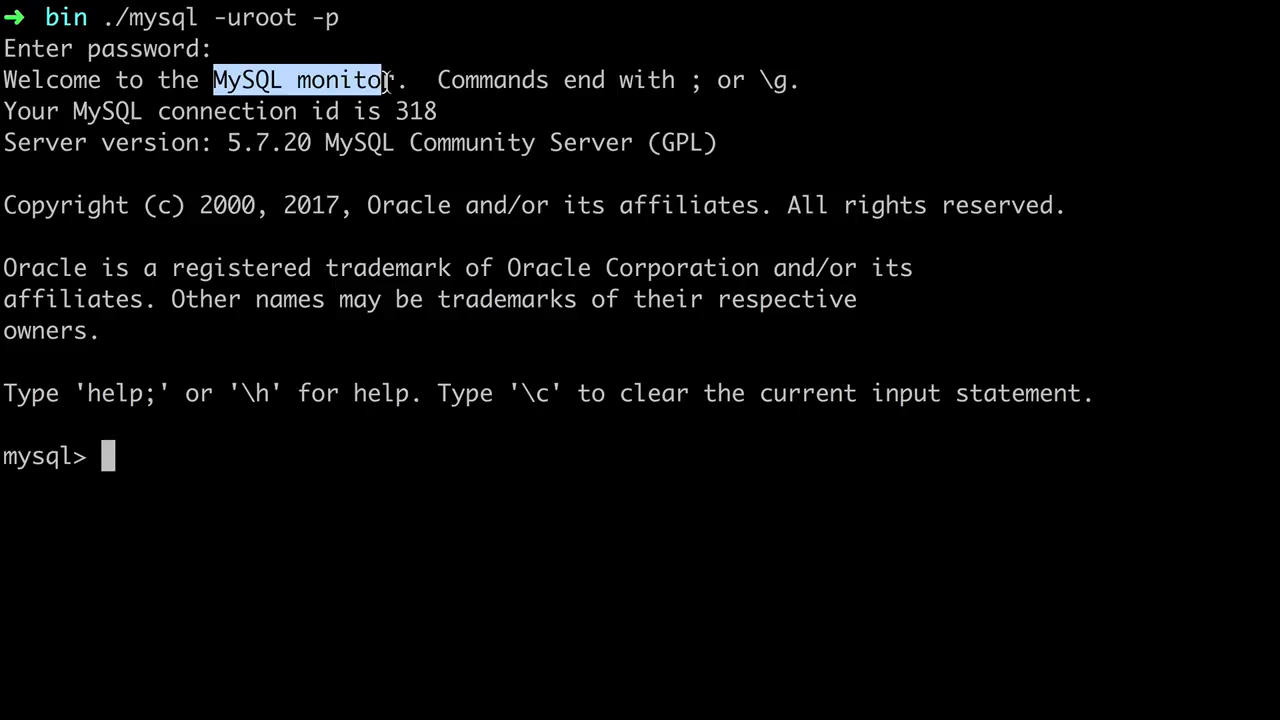 ➜ bin ./mysql -uroot -p
Enter password:
Welcome to the MySQL monitor.  Commands end with ; or \g.
Your MySQL connection id is 318
Server version: 5.7.20 MySQL Community Server (GPL)
Copyright (c) 2000, 2017, Oracle and/or its affiliates. All rights reserved.
Oracle is a registered trademark of Oracle Corporation and/or its
affiliates. Other names may be trademarks of their respective
owners.
Type 'help;' or '\h' for help. Type '\c' to clear the current input statement.
mysql>